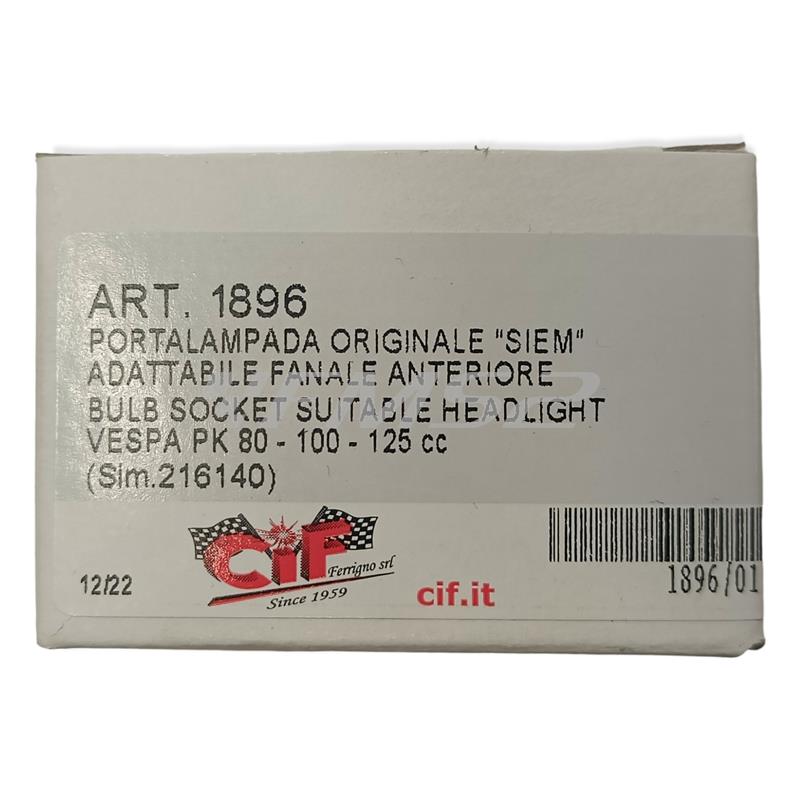 ART. 1896
PORTALAMPADA ORIGINALE "SIEM"
ADATTABILE FANALE ANTERIORE
BULB SOCKET SUITABLE HEADLIGHT
VESPA PK 80 - 100 - 125 cc
(Sim.216140)
12/22
CiF
Ferrigno srl
Since 1959
cif.it
1896/01